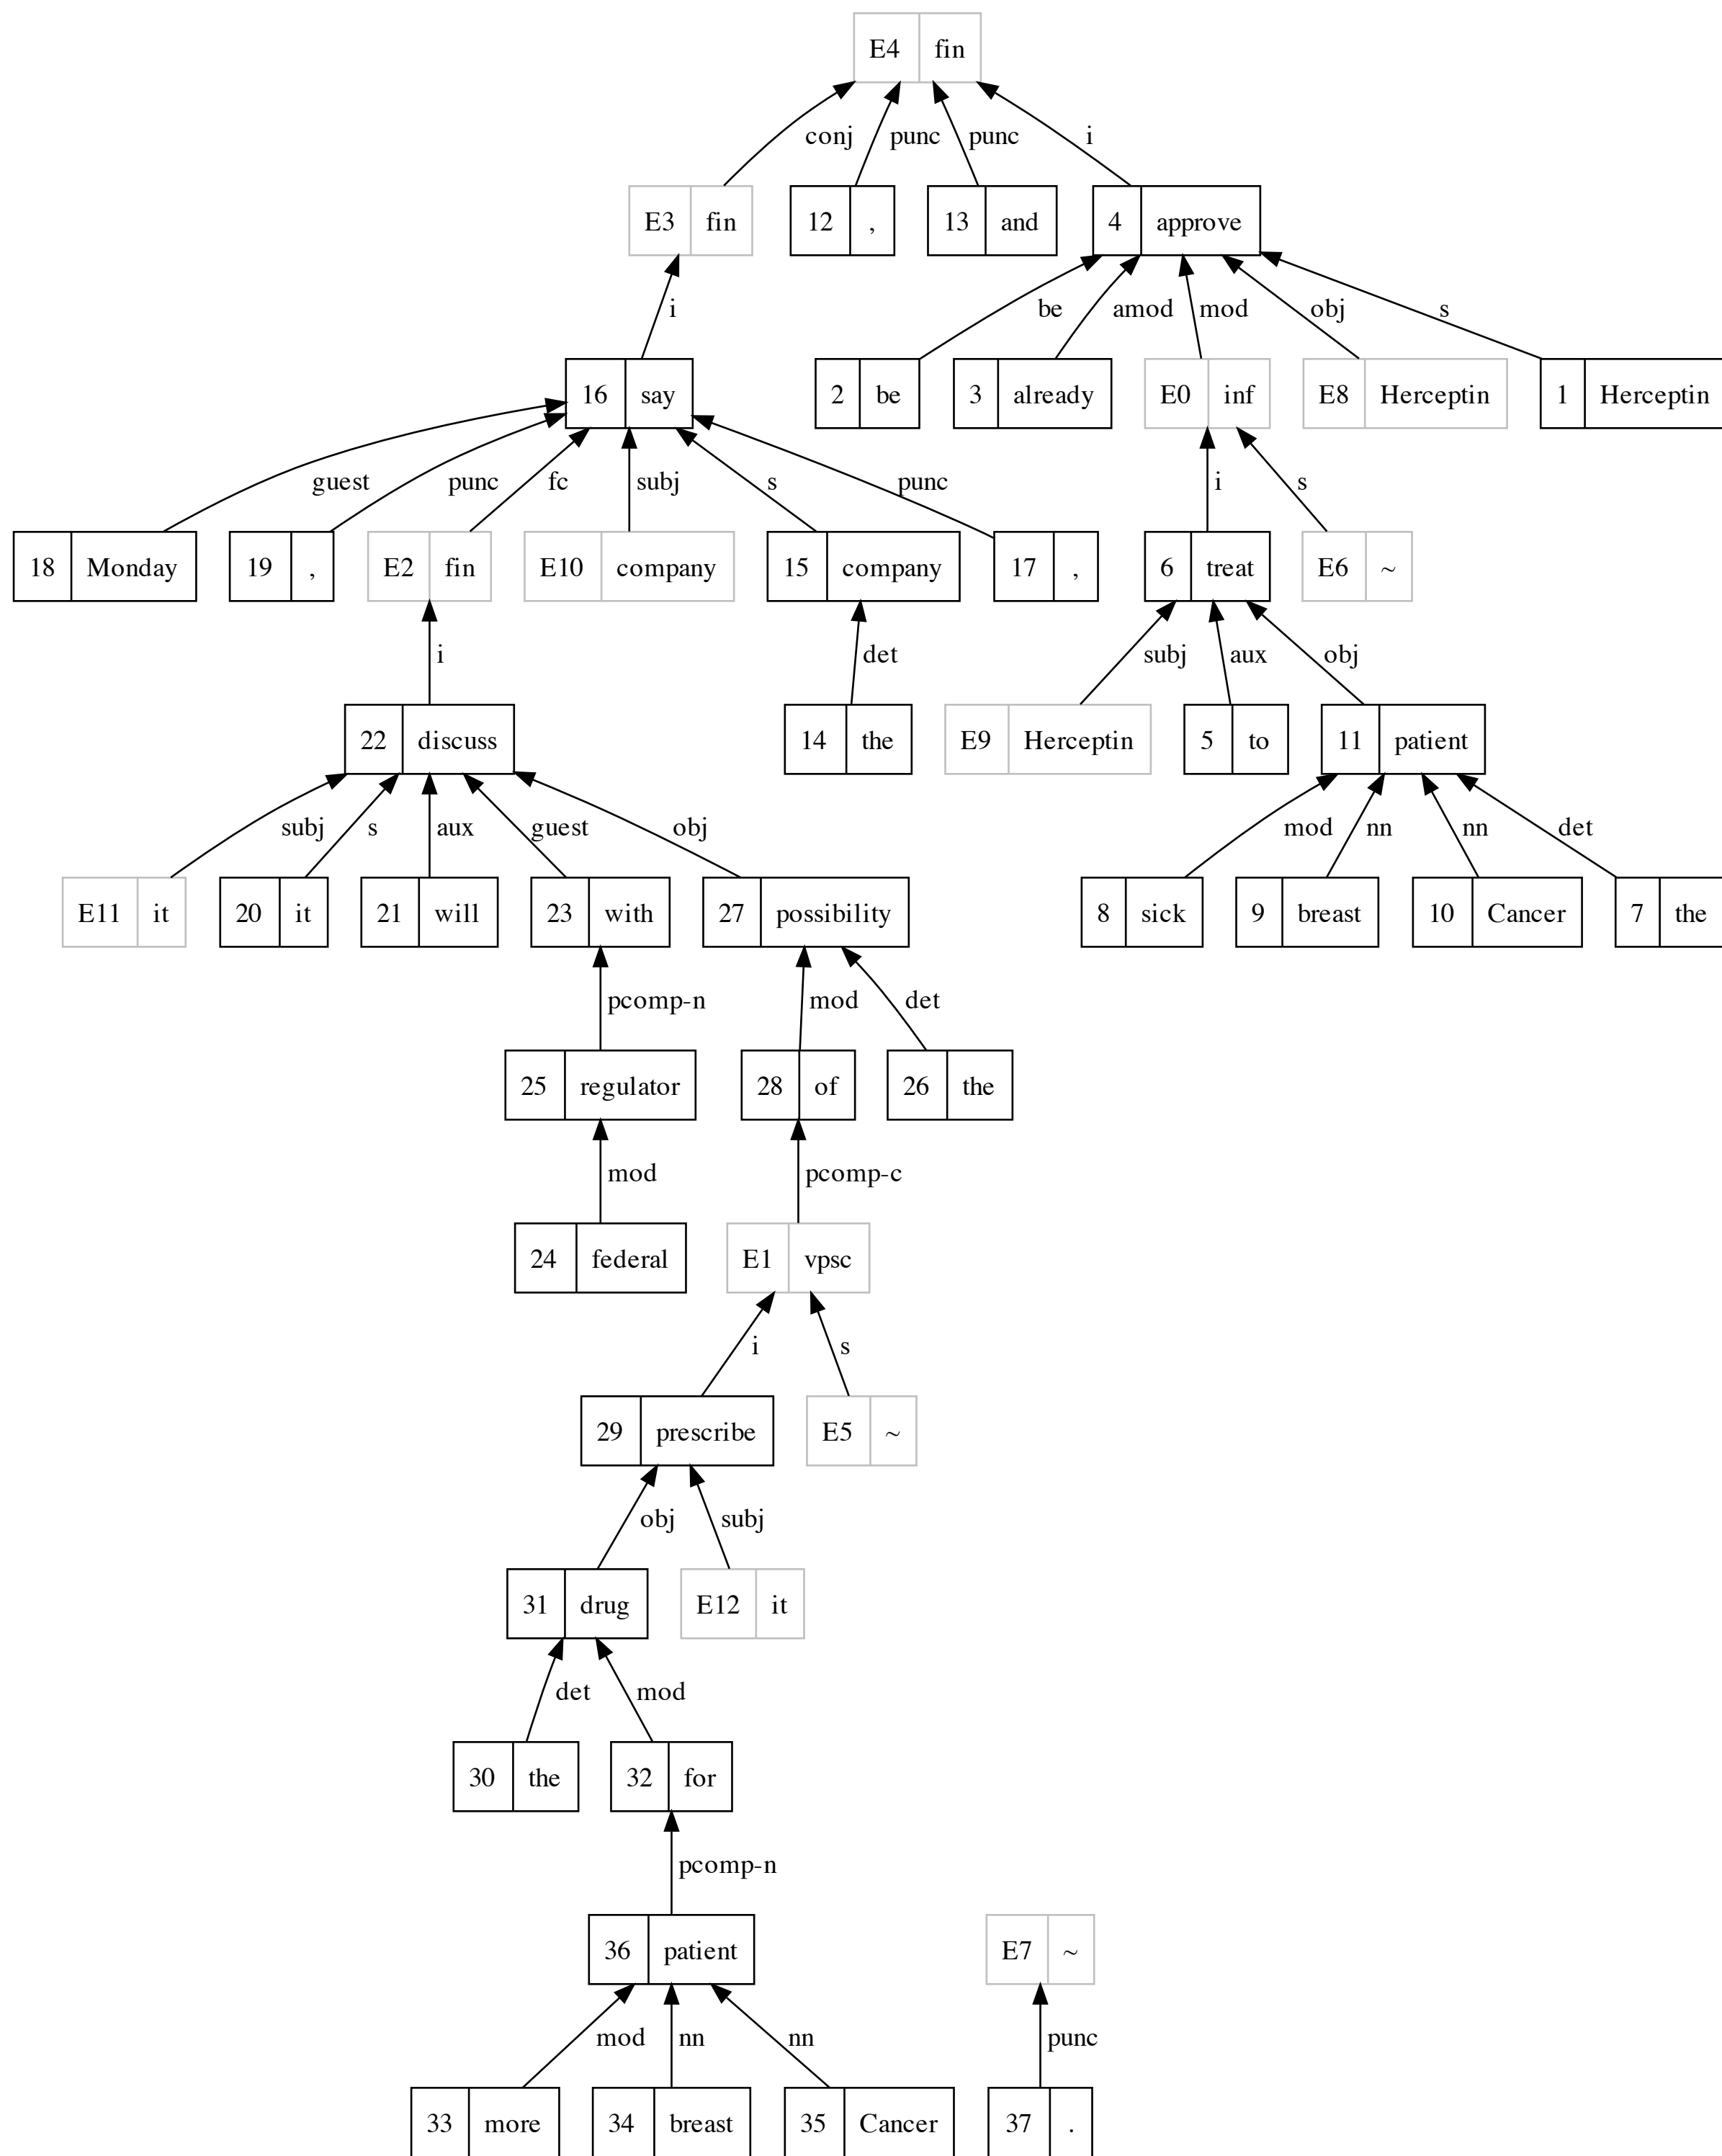 E4 fin
conj punc punc i
E3 fin 12 , 13 and 4 approve
i be amod mod obj s
16 say 2 be 3 already E0 inf E8 Herceptin 1 Herceptin
guest punc fc subj s punc i s
18 Monday 19 , E2 fin E10 company 15 company 17 , 6 treat E6 ~
i det subj aux obj
22 discuss 14 the E9 Herceptin 5 to 11 patient
subj s aux guest obj mod nn nn det
E11 it 20 it 21 will 23 with 27 possibility 8 sick 9 breast 10 Cancer 7 the
pcomp-n mod det
25 regulator 28 of 26 the
mod pcomp-c
24 federal E1 vpsc
i s
29 prescribe E5 ~
obj subj
31 drug E12 it
det mod
30 the 32 for
pcomp-n
36 patient E7 ~
mod nn nn punc
33 more 34 breast 35 Cancer 37 .